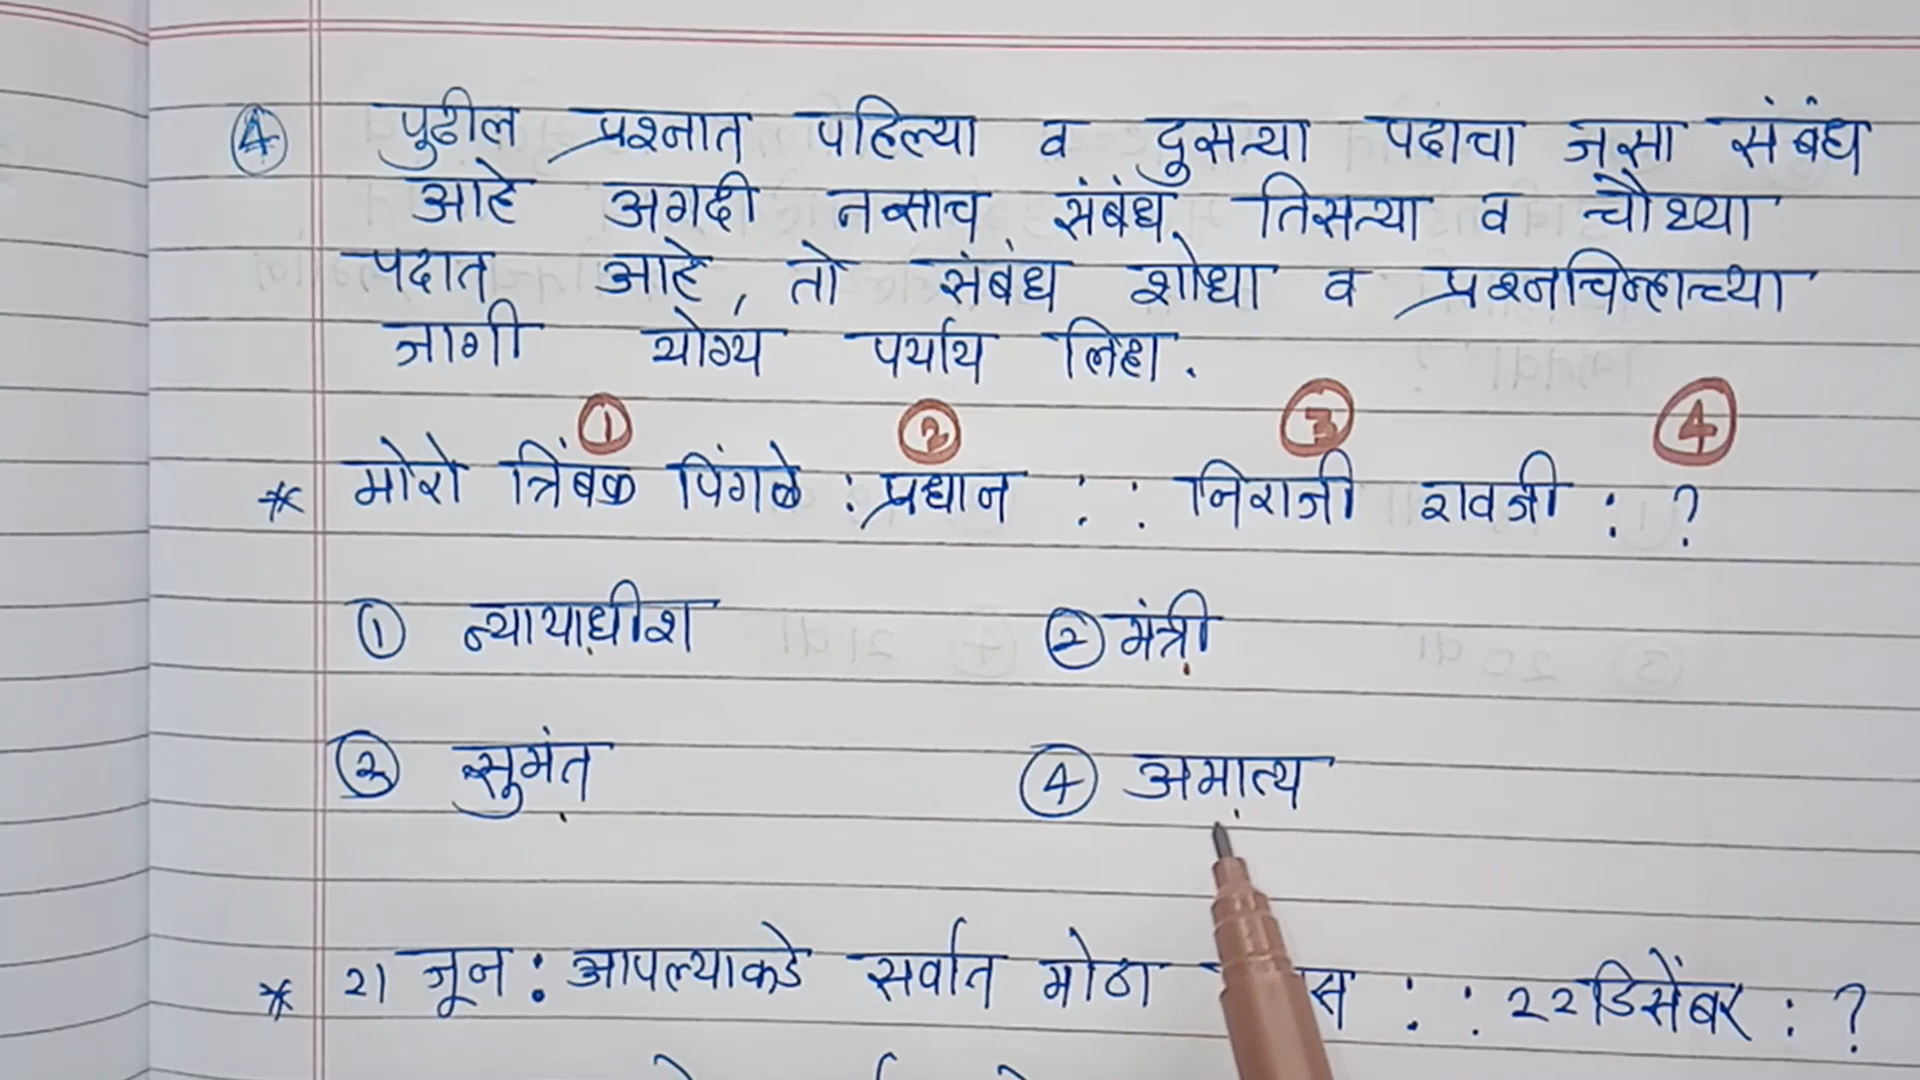 ④ पुढील प्रश्नात पहिल्या व दुसऱ्या पदाचा जसा संबंध
आहे अगदी तसाच संबंध तिसऱ्या व चौथ्या
पदात आहे, तो संबंध शोधा व प्रश्नचिन्हाच्या
जागी योग्य पर्याय लिहा.
① ② ③ ④
* मोरो त्रिंबक पिंगळे : प्रधान : : निराजी रावजी : ?
① न्यायाधीश ② मंत्री
③ सुमंत ④ अमात्य
* 21 जून : आपल्याकडे सर्वात मोठा स : : २२ डिसेंबर : ?